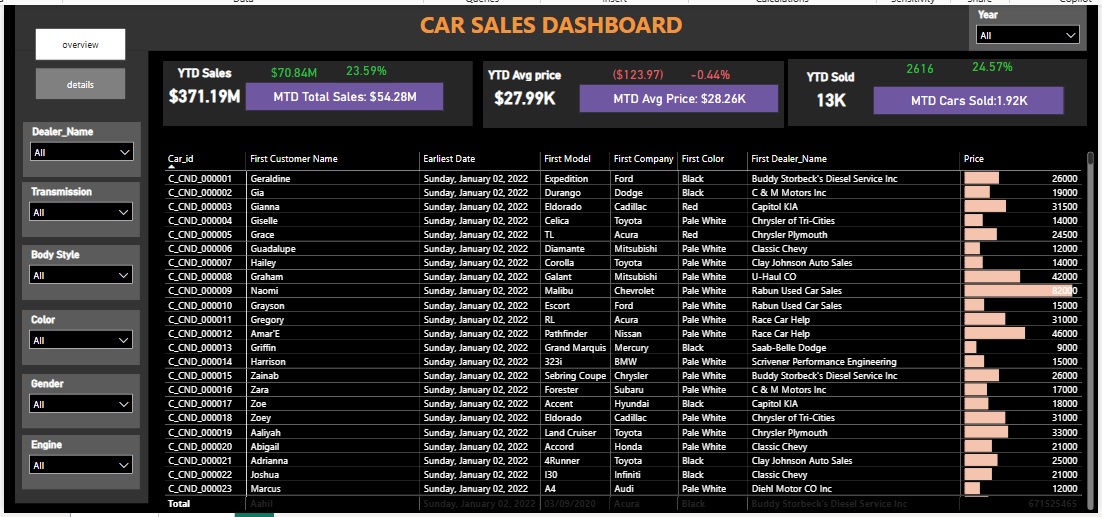 Data Queries Insert Calculations Sensitivity Share Copilot
CAR SALES DASHBOARD
Year
All
overview
details
YTD Sales $70.84M 23.59%
$371.19M MTD Total Sales: $54.28M
YTD Avg price ($123.97) -0.44%
$27.99K MTD Avg Price: $28.26K
YTD Sold 2616 24.57%
13K MTD Cars Sold:1.92K
Dealer_Name
All
Transmission
All
Body Style
All
Color
All
Gender
All
Engine
All
Car_id First Customer Name Earliest Date First Model First Company First Color First Dealer_Name Price
C_CND_000001 Geraldine Sunday, January 02, 2022 Expedition Ford Black Buddy Storbeck's Diesel Service Inc 26000
C_CND_000002 Gia Sunday, January 02, 2022 Durango Dodge Black C & M Motors Inc 19000
C_CND_000003 Gianna Sunday, January 02, 2022 Eldorado Cadillac Red Capitol KIA 31500
C_CND_000004 Giselle Sunday, January 02, 2022 Celica Toyota Pale White Chrysler of Tri-Cities 14000
C_CND_000005 Grace Sunday, January 02, 2022 TL Acura Red Chrysler Plymouth 24500
C_CND_000006 Guadalupe Sunday, January 02, 2022 Diamante Mitsubishi Pale White Classic Chevy 12000
C_CND_000007 Hailey Sunday, January 02, 2022 Corolla Toyota Pale White Clay Johnson Auto Sales 14000
C_CND_000008 Graham Sunday, January 02, 2022 Galant Mitsubishi Pale White U-Haul CO 42000
C_CND_000009 Naomi Sunday, January 02, 2022 Malibu Chevrolet Pale White Rabun Used Car Sales 82000
C_CND_000010 Grayson Sunday, January 02, 2022 Escort Ford Pale White Rabun Used Car Sales 15000
C_CND_000011 Gregory Sunday, January 02, 2022 RL Acura Pale White Race Car Help 31000
C_CND_000012 Amar'E Sunday, January 02, 2022 Pathfinder Nissan Pale White Race Car Help 46000
C_CND_000013 Griffin Sunday, January 02, 2022 Grand Marquis Mercury Black Saab-Belle Dodge 9000
C_CND_000014 Harrison Sunday, January 02, 2022 323i BMW Pale White Scrivener Performance Engineering 15000
C_CND_000015 Zainab Sunday, January 02, 2022 Sebring Coupe Chrysler Pale White Buddy Storbeck's Diesel Service Inc 26000
C_CND_000016 Zara Sunday, January 02, 2022 Forester Subaru Pale White C & M Motors Inc 17000
C_CND_000017 Zoe Sunday, January 02, 2022 Accent Hyundai Black Capitol KIA 18000
C_CND_000018 Zoey Sunday, January 02, 2022 Eldorado Cadillac Pale White Chrysler of Tri-Cities 31000
C_CND_000019 Aaliyah Sunday, January 02, 2022 Land Cruiser Toyota Pale White Chrysler Plymouth 33000
C_CND_000020 Abigail Sunday, January 02, 2022 Accord Honda Pale White Classic Chevy 21000
C_CND_000021 Adrianna Sunday, January 02, 2022 4Runner Toyota Black Clay Johnson Auto Sales 25000
C_CND_000022 Joshua Sunday, January 02, 2022 I30 Infiniti Black Classic Chevy 21000
C_CND_000023 Marcus Sunday, January 02, 2022 A4 Audi Pale White Diehl Motor CO Inc 12000
Total Aahil Sunday, January 02, 2022 03/09/2020 Acura Black Buddy Storbeck's Diesel Service Inc 671525465